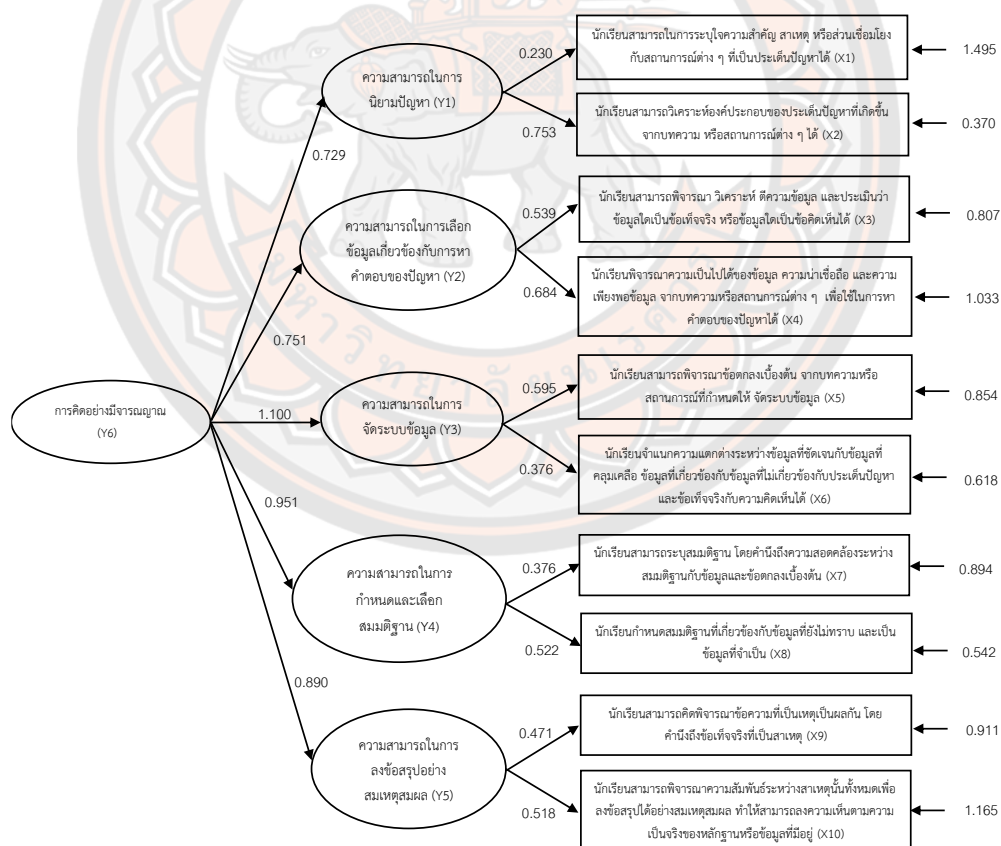 นักเรียนสามารถในการระบุใจความสำคัญ สาเหตุ หรือส่วนเชื่อมโยง
กับสถานการณ์ต่าง ๆ ที่เป็นประเด็นปัญหาได้ (X1)
1.495
0.230
ความสามารถในการ
นิยามปัญหา (Y1)
0.753
นักเรียนสามารถวิเคราะห์องค์ประกอบของประเด็นปัญหาที่เกิดขึ้น
จากบทความ หรือสถานการณ์ต่าง ๆ ได้ (X2)
0.370
0.729
นักเรียนสามารถพิจารณา วิเคราะห์ ตีความข้อมูล และประเมินว่า
ข้อมูลใดเป็นข้อเท็จจริง หรือข้อมูลใดเป็นข้อคิดเห็นได้ (X3)
0.807
0.539
ความสามารถในการเลือก
ข้อมูลเกี่ยวข้องกับการหา
คำตอบของปัญหา (Y2)
0.684
นักเรียนพิจารณาความเป็นไปได้ของข้อมูล ความน่าเชื่อถือ และความ
เพียงพอข้อมูล จากบทความหรือสถานการณ์ต่าง ๆ เพื่อใช้ในการหา
คำตอบของปัญหาได้ (X4)
1.033
0.751
มหาวิทยาลัยนเรศวร
การคิดอย่างมีจารณญาณ
(Y6)
1.100
ความสามารถในการ
จัดระบบข้อมูล (Y3)
0.595
นักเรียนสามารถพิจารณาข้อตกลงเบื้องต้น จากบทความหรือ
สถานการณ์ที่กำหนดให้ จัดระบบข้อมูล (X5)
0.854
0.376
นักเรียนจำแนกความแตกต่างระหว่างข้อมูลที่ชัดเจนกับข้อมูลที่
คลุมเคลือ ข้อมูลที่เกี่ยวข้องกับข้อมูลที่ไม่เกี่ยวข้องกับประเด็นปัญหา
และข้อเท็จจริงกับความคิดเห็นได้ (X6)
0.618
0.951
ความสามารถในการ
กำหนดและเลือก
สมมติฐาน (Y4)
0.376
นักเรียนสามารถระบุสมมติฐาน โดยคำนึงถึงความสอดคล้องระหว่าง
สมมติฐานกับข้อมูลและข้อตกลงเบื้องต้น (X7)
0.894
0.522
นักเรียนกำหนดสมมติฐานที่เกี่ยวข้องกับข้อมูลที่ยังไม่ทราบ และเป็น
ข้อมูลที่จำเป็น (X8)
0.542
0.890
ความสามารถในการ
ลงข้อสรุปอย่าง
สมเหตุสมผล (Y5)
0.471
นักเรียนสามารถคิดพิจารณาข้อความที่เป็นเหตุเป็นผลกัน โดย
คำนึงถึงข้อเท็จจริงที่เป็นสาเหตุ (X9)
0.911
0.518
นักเรียนสามารถพิจารณาความสัมพันธ์ระหว่างสาเหตุนั้นทั้งหมดเพื่อ
ลงข้อสรุปได้อย่างสมเหตุสมผล ทำให้สามารถลงความเห็นตามความ
เป็นจริงของหลักฐานหรือข้อมูลที่มีอยู่ (X10)
1.165